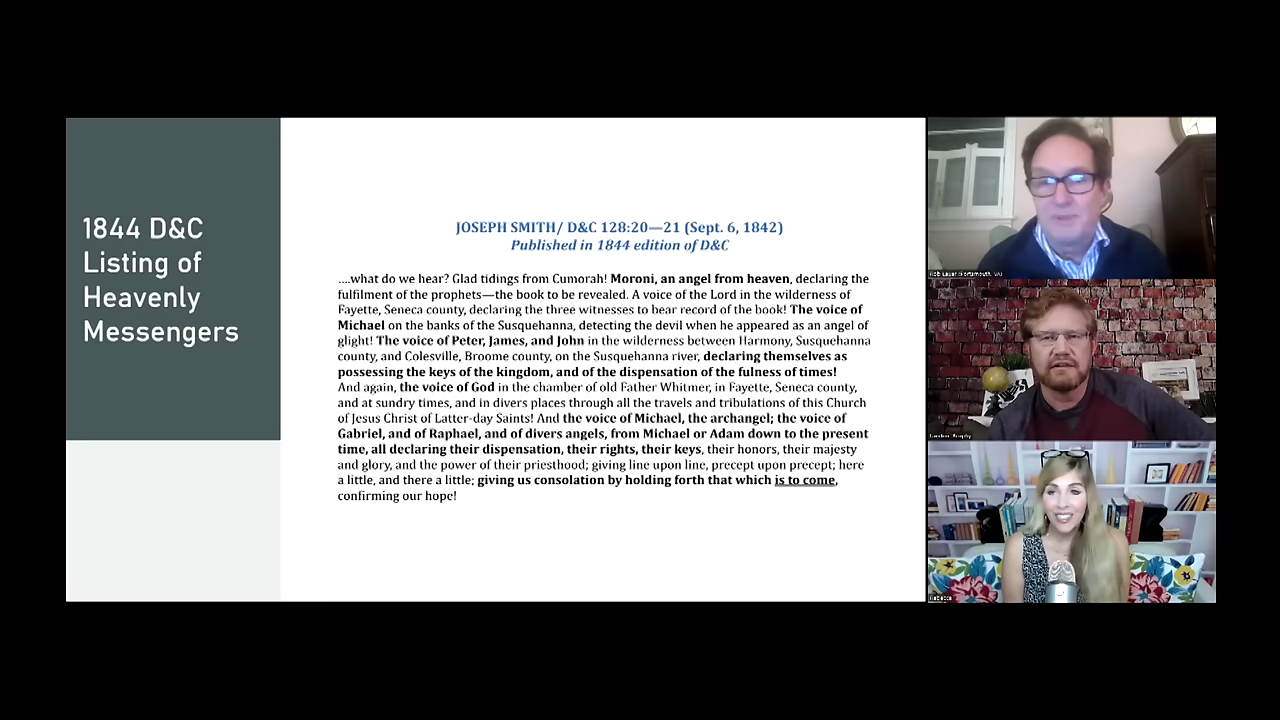 1844 D&C
Listing of
Heavenly
Messengers
JOSEPH SMITH/ D&C 128:20—21 (Sept. 6, 1842)
Published in 1844 edition of D&C
....what do we hear? Glad tidings from Cumorah! Moroni, an angel from heaven, declaring the
fulfilment of the prophets—the book to be revealed. A voice of the Lord in the wilderness of
Fayette, Seneca county, declaring the three witnesses to bear record of the book! The voice of
Michael on the banks of the Susquehanna, detecting the devil when he appeared as an angel of
glight! The voice of Peter, James, and John in the wilderness between Harmony, Susquehanna
county, and Colesville, Broome county, on the Susquehanna river, declaring themselves as
possessing the keys of the kingdom, and of the dispensation of the fulness of times!
And again, the voice of God in the chamber of old Father Whitmer, in Fayette, Seneca county,
and at sundry times, and in divers places through all the travels and tribulations of this Church
of Jesus Christ of Latter-day Saints! And the voice of Michael, the archangel; the voice of
Gabriel, and of Raphael, and of divers angels, from Michael or Adam down to the present
time, all declaring their dispensation, their rights, their keys, their honors, their majesty
and glory, and the power of their priesthood; giving line upon line, precept upon precept; here
a little, and there a little; giving us consolation by holding forth that which is to come,
confirming our hope!